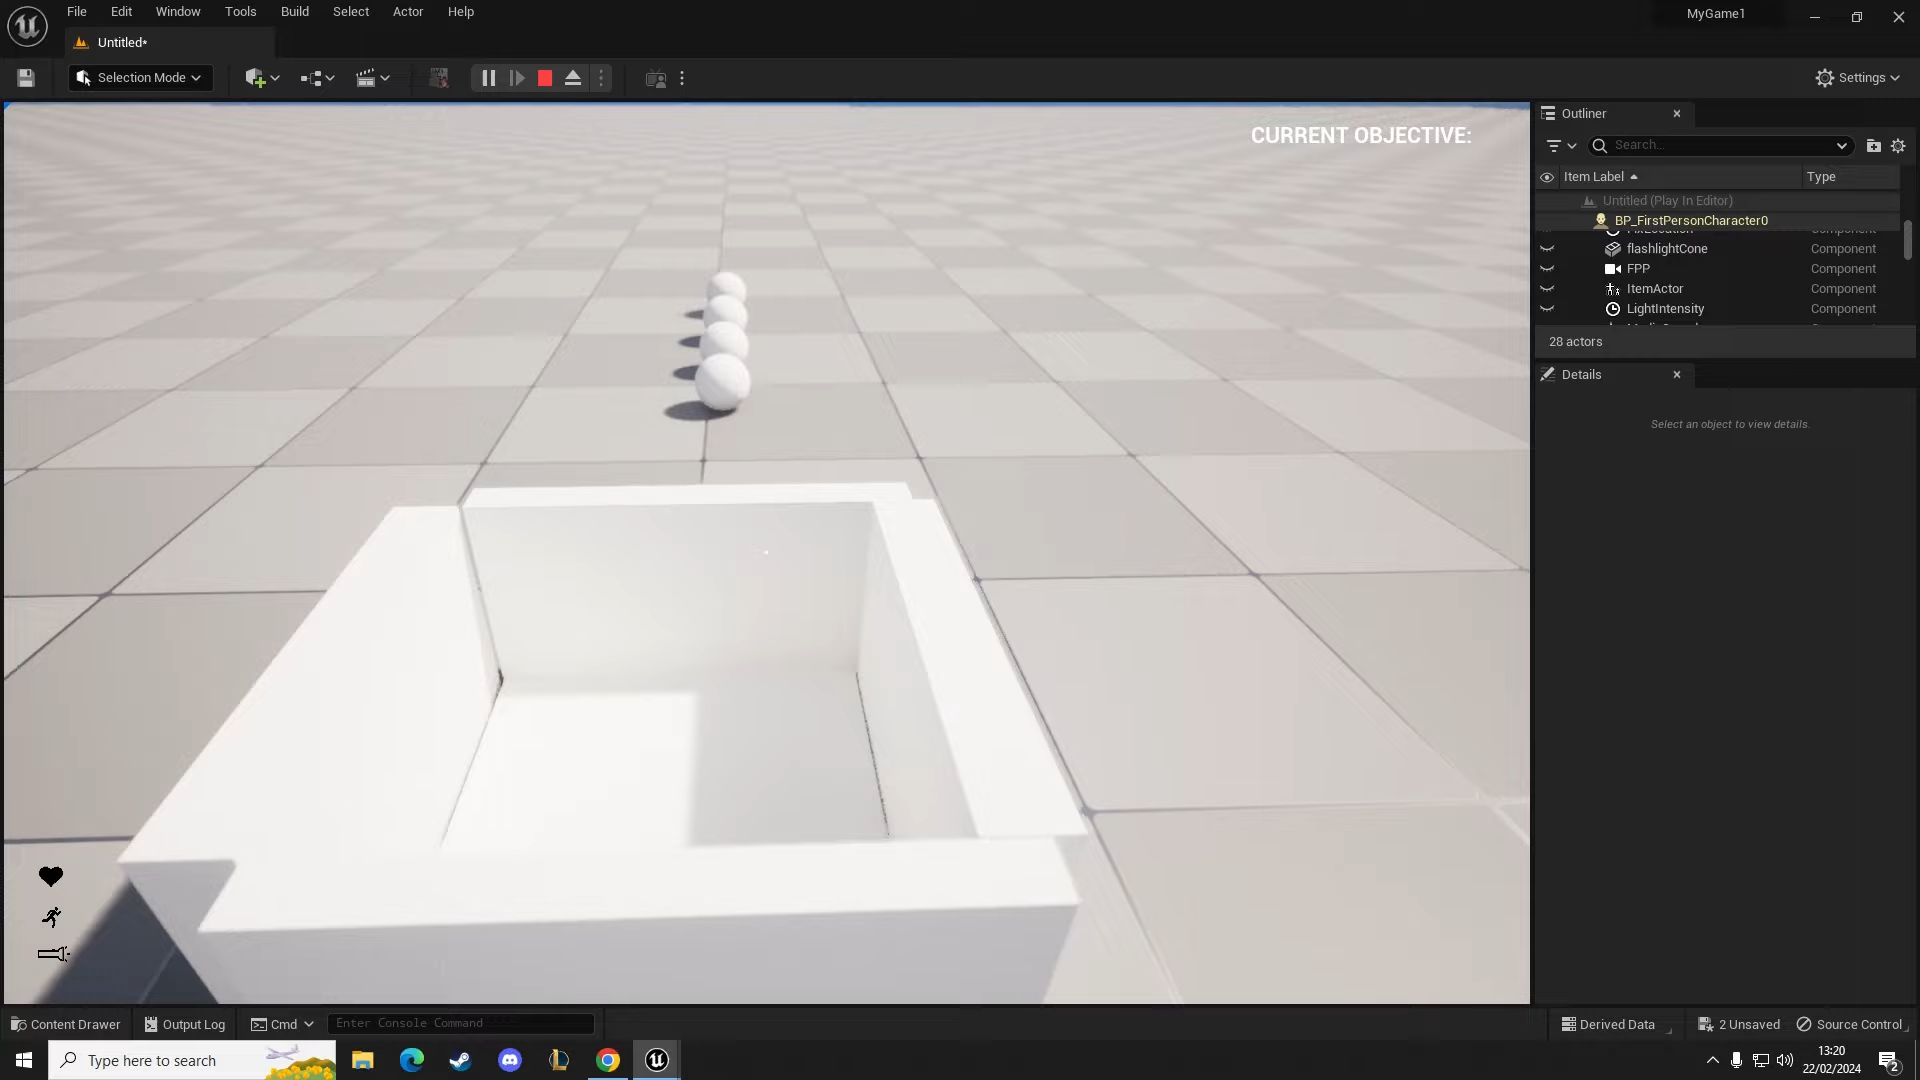 File Edit Window Tools Build Select Actor Help
MyGame1
Untitled*
Selection Mode
Settings
CURRENT OBJECTIVE:
Outliner
Search...
Item Label Type
Untitled (Play In Editor)
BP_FirstPersonCharacter0
flashlightCone Component
FPP Component
ItemActor Component
LightIntensity Component
28 actors
Details
Select an object to view details.
Content Drawer Output Log Cmd Enter Console Command
Derived Data 2 Unsaved Source Control
Type here to search
13:20
22/02/2024
2